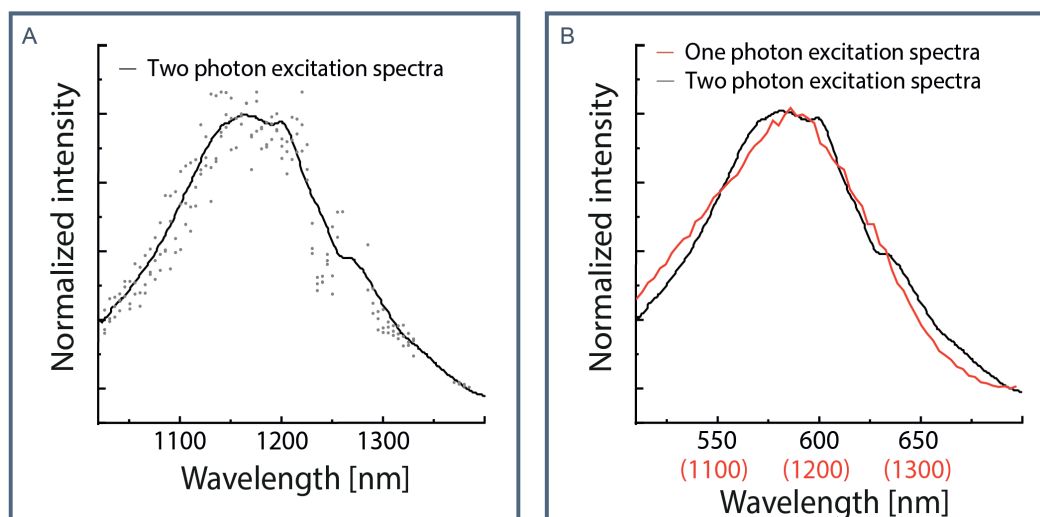 A
— Two photon excitation spectra
Normalized intensity
1100 1200 1300
Wavelength [nm]
B
— One photon excitation spectra
— Two photon excitation spectra
Normalized intensity
550 600 650
(1100) (1200) (1300)
Wavelength [nm]